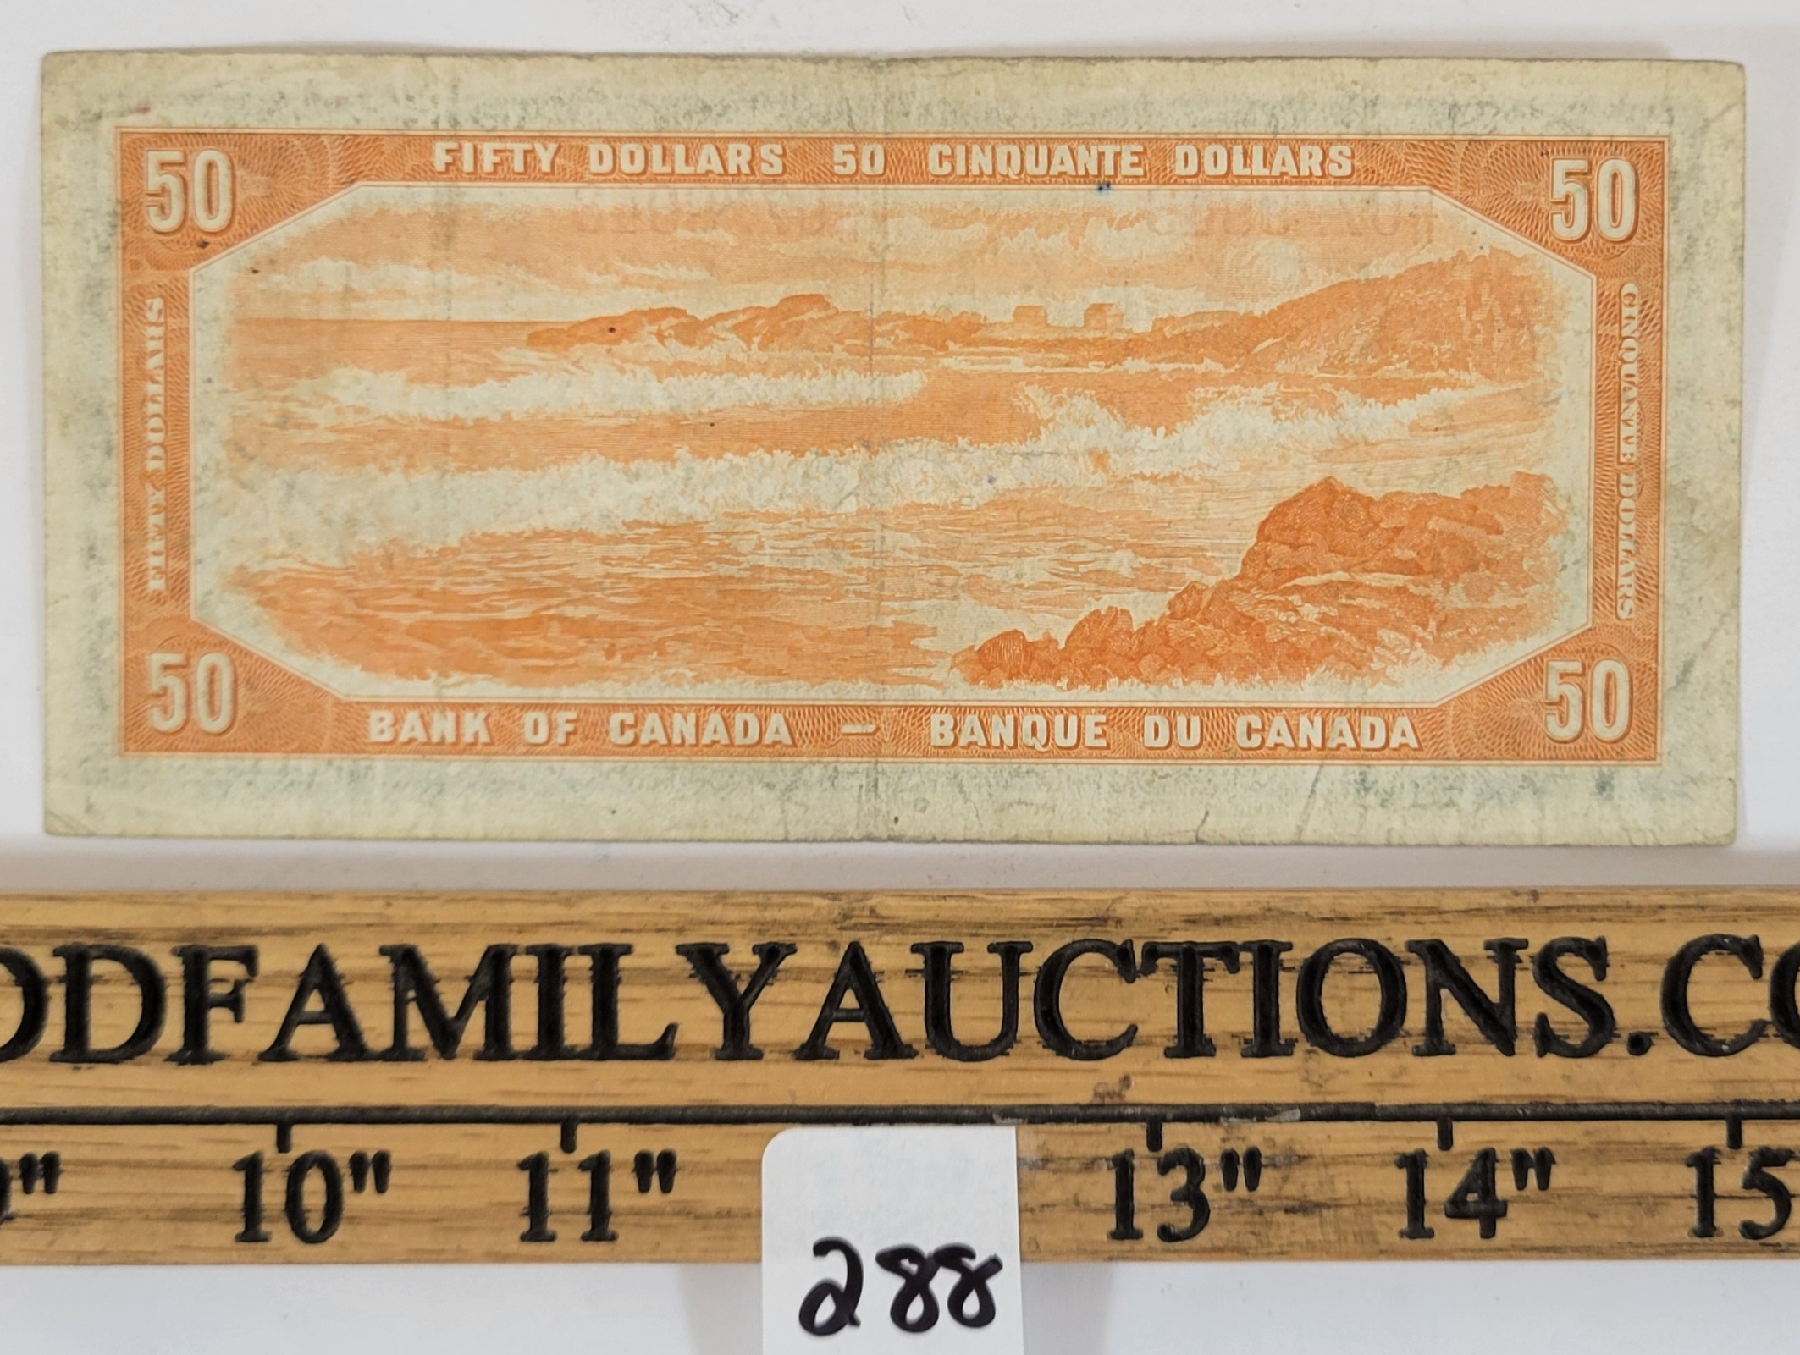 FIFTY DOLLARS 50 CINQUANTE DOLLARS
50
50
FIFTY DOLLARS
CINQUANTE DOLLARS
50
50
BANK OF CANADA — BANQUE DU CANADA
ODFAMILYAUCTIONS.CO
9" 10" 11" 13" 14" 15
288